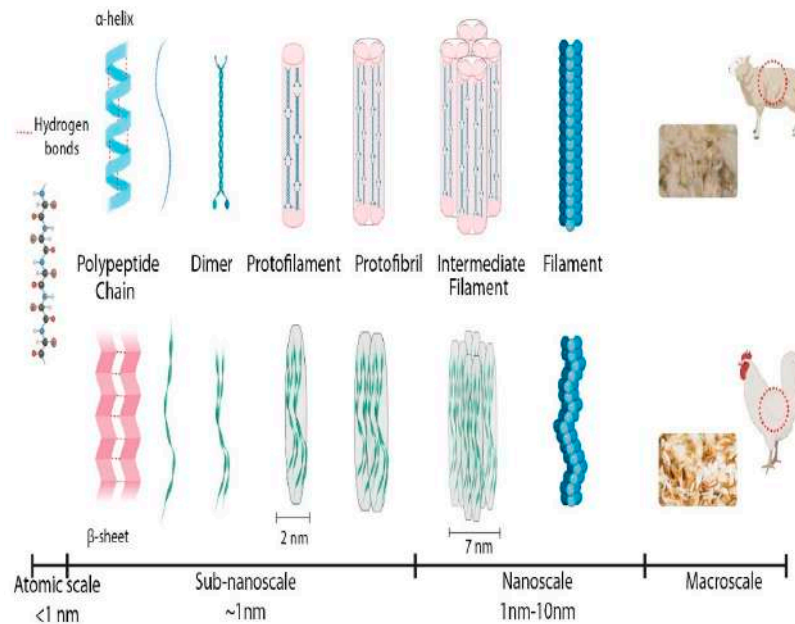 α-helix
Hydrogen
bonds
Polypeptide
Chain
Dimer
Protofilament
Protofibril
Intermediate
Filament
Filament
β-sheet
2 nm
7 nm
Atomic scale
<1 nm
Sub-nanoscale
~1nm
Nanoscale
1nm-10nm
Macroscale